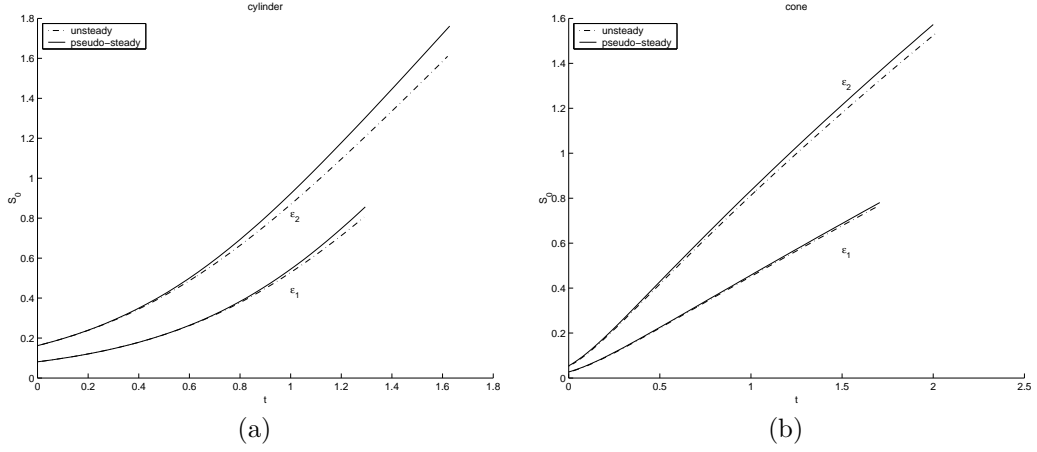 cylinder
unsteady
pseudo−steady
1.8
1.6
1.4
1.2
1
0.8
0.6
0.4
0.2
0
S0
ε2
ε1
0 0.2 0.4 0.6 0.8 1 1.2 1.4 1.6 1.8
t
(a)
cone
unsteady
pseudo−steady
1.6
1.4
1.2
1
0.8
0.6
0.4
0.2
0
S0
ε2
ε1
0 0.5 1 1.5 2 2.5
t
(b)